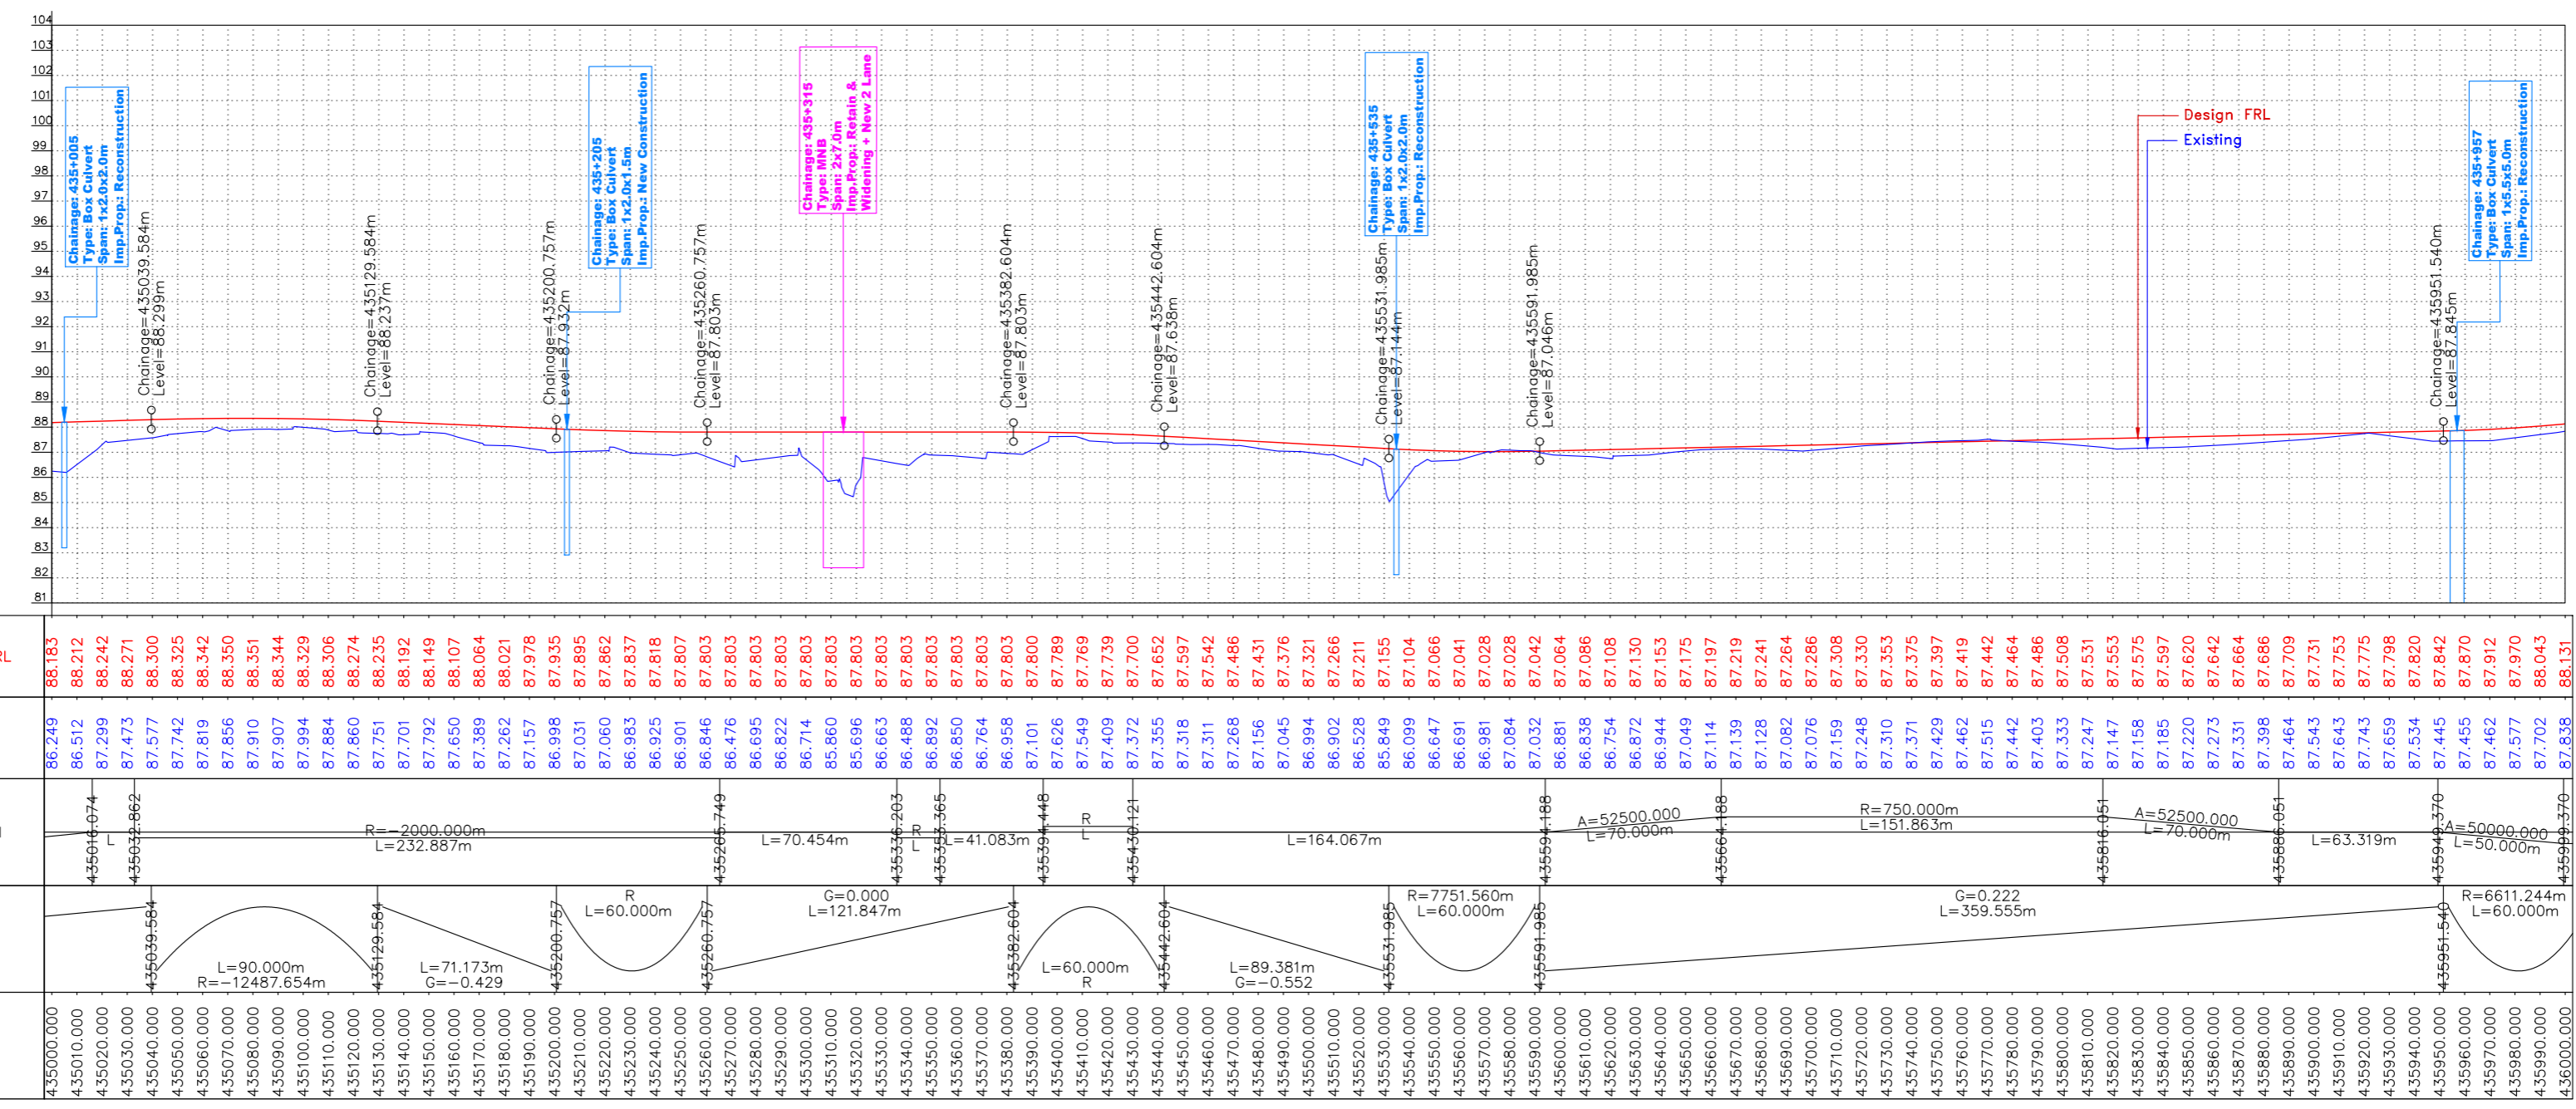 104
103
102
101
100
99
98
97
96
95
94
93
92
91
90
89
88
87
86
85
84
83
82
81
Chainage: 435+005
Type: Box Culvert
Span: 1x2.0x2.0m
Imp.Prop.: Reconstruction
Chainage=435039.584m
Level=88.299m
Chainage=435129.584m
Level=88.237m
Chainage=435200.757m
Level=87.932m
Chainage: 435+205
Type: Box Culvert
Span: 1x2.0x1.5m
Imp.Prop.: New Construction
Chainage=435260.757m
Level=87.803m
Chainage: 435+315
Type: MNB
Span: 2x7.0m
Imp.Prop.: Retain &
Widening + New 2 Lane
Chainage=435382.604m
Level=87.803m
Chainage=435442.604m
Level=87.638m
Chainage: 435+535
Type: Box Culvert
Span: 1x2.0x2.0m
Imp.Prop.: Reconstruction
Chainage=435531.985m
Level=87.144m
Chainage=435591.985m
Level=87.046m
Design FRL
Existing
Chainage=435951.540m
Level=87.845m
Chainage: 435+957
Type: Box Culvert
Span: 1x5.5x5.0m
Imp.Prop.: Reconstruction
RL
88.183 88.212 88.242 88.271 88.300 88.325 88.342 88.350 88.351 88.344 88.329 88.306 88.274 88.235 88.192 88.149 88.107 88.064 88.021 87.978 87.935 87.895 87.862 87.837 87.818 87.807 87.803 87.803 87.803 87.803 87.803 87.803 87.803 87.803 87.803 87.803 87.803 87.803 87.803 87.800 87.789 87.769 87.739 87.700 87.652 87.597 87.542 87.486 87.431 87.376 87.321 87.266 87.211 87.155 87.104 87.066 87.041 87.028 87.028 87.042 87.064 87.086 87.108 87.130 87.153 87.175 87.197 87.219 87.241 87.264 87.286 87.308 87.330 87.353 87.375 87.397 87.419 87.442 87.464 87.486 87.508 87.531 87.553 87.575 87.597 87.620 87.642 87.664 87.686 87.709 87.731 87.753 87.775 87.798 87.820 87.842 87.870 87.912 87.970 88.043 88.131
86.249 86.512 87.299 87.473 87.577 87.742 87.819 87.856 87.910 87.907 87.994 87.884 87.860 87.751 87.701 87.792 87.650 87.389 87.262 87.157 86.998 87.031 87.060 86.983 86.925 86.901 86.846 86.476 86.695 86.822 86.714 85.860 85.696 86.663 86.488 86.892 86.850 86.764 86.958 87.101 87.626 87.549 87.409 87.372 87.355 87.318 87.311 87.268 87.156 87.045 86.994 86.902 86.528 85.849 86.099 86.647 86.691 86.981 87.084 87.032 86.881 86.838 86.754 86.872 86.944 87.049 87.114 87.139 87.128 87.082 87.076 87.159 87.248 87.310 87.371 87.429 87.462 87.515 87.442 87.403 87.333 87.247 87.147 87.158 87.185 87.220 87.273 87.331 87.398 87.464 87.543 87.643 87.743 87.659 87.534 87.445 87.455 87.462 87.577 87.702 87.838
435016.074
L
435032.862
R=-2000.000m
L=232.887m
435265.749
L=70.454m
435336.203
R
L
435353.365
L=41.083m
435394.448
R
L
435430.121
L=164.067m
435594.188
A=52500.000
L=70.000m
435664.188
R=750.000m
L=151.863m
435816.051
A=52500.000
L=70.000m
435886.051
L=63.319m
435949.370
A=50000.000
L=50.000m
435999.370
435039.584
L=90.000m
R=-12487.654m
435129.584
L=71.173m
G=-0.429
435200.757
R
L=60.000m
435260.757
G=0.000
L=121.847m
435382.604
L=60.000m
R
435442.604
L=89.381m
G=-0.552
435531.985
R=7751.560m
L=60.000m
435591.985
G=0.222
L=359.555m
435951.540
R=6611.244m
L=60.000m
435000.000 435010.000 435020.000 435030.000 435040.000 435050.000 435060.000 435070.000 435080.000 435090.000 435100.000 435110.000 435120.000 435130.000 435140.000 435150.000 435160.000 435170.000 435180.000 435190.000 435200.000 435210.000 435220.000 435230.000 435240.000 435250.000 435260.000 435270.000 435280.000 435290.000 435300.000 435310.000 435320.000 435330.000 435340.000 435350.000 435360.000 435370.000 435380.000 435390.000 435400.000 435410.000 435420.000 435430.000 435440.000 435450.000 435460.000 435470.000 435480.000 435490.000 435500.000 435510.000 435520.000 435530.000 435540.000 435550.000 435560.000 435570.000 435580.000 435590.000 435600.000 435610.000 435620.000 435630.000 435640.000 435650.000 435660.000 435670.000 435680.000 435690.000 435700.000 435710.000 435720.000 435730.000 435740.000 435750.000 435760.000 435770.000 435780.000 435790.000 435800.000 435810.000 435820.000 435830.000 435840.000 435850.000 435860.000 435870.000 435880.000 435890.000 435900.000 435910.000 435920.000 435930.000 435940.000 435950.000 435960.000 435970.000 435980.000 435990.000 436000.000